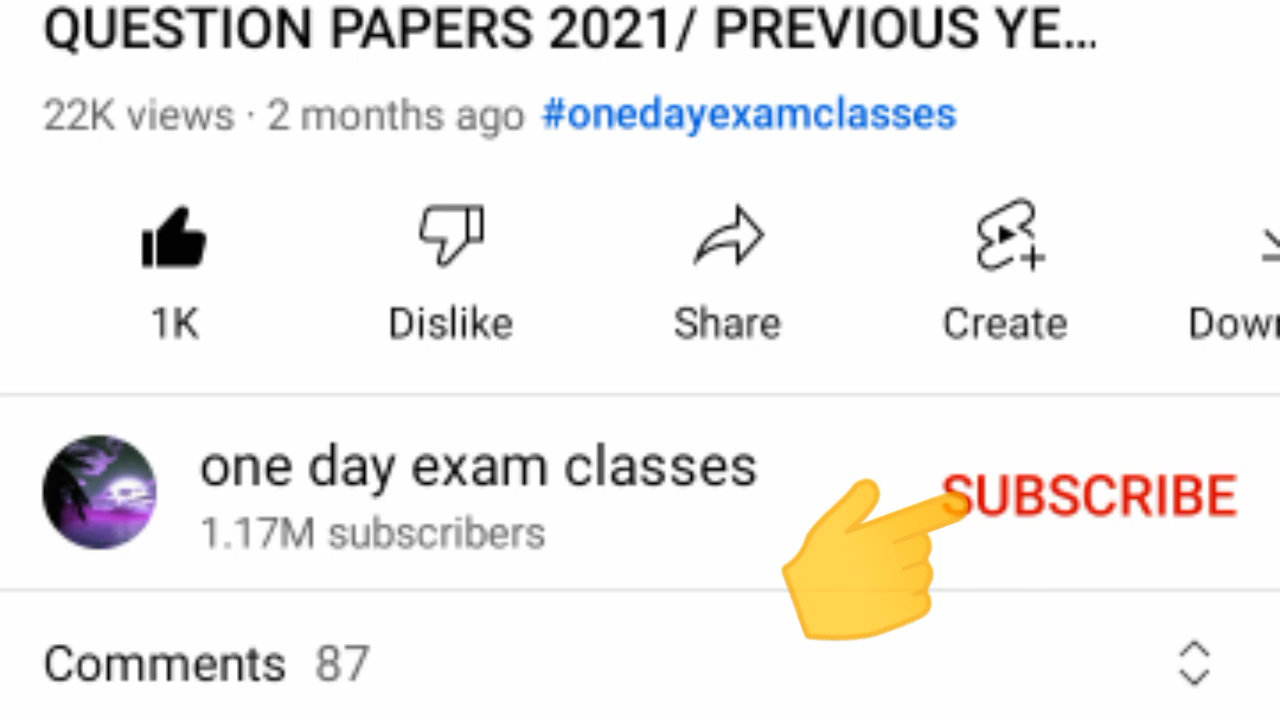 QUESTION PAPERS 2021/ PREVIOUS YE...
22K views · 2 months ago #onedayexamclasses
1K Dislike Share Create Down
one day exam classes
SUBSCRIBE
1.17M subscribers
Comments 87